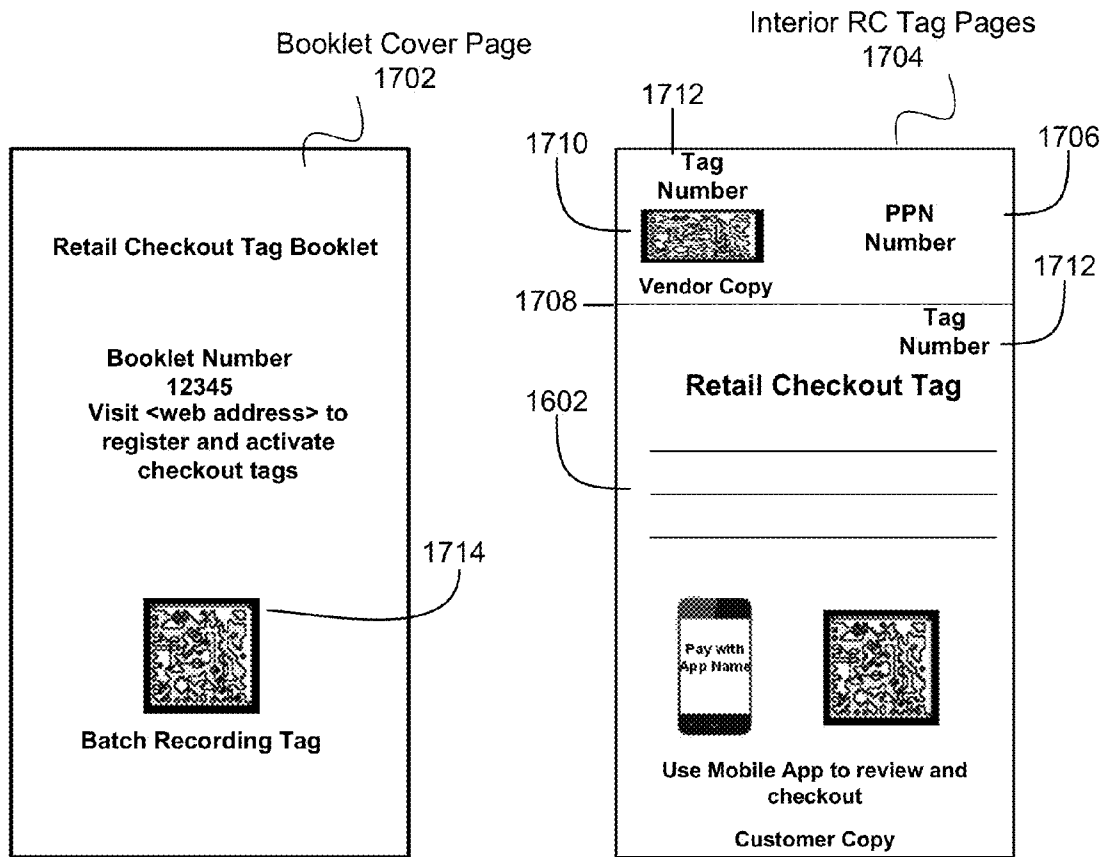 Booklet Cover Page
1702
Retail Checkout Tag Booklet
Booklet Number
12345
Visit <web address> to
register and activate
checkout tags
1714
Batch Recording Tag
Interior RC Tag Pages
1704
1712
1710
1706
Tag
Number
PPN
Number
Vendor Copy
1708
1712
Tag
Number
Retail Checkout Tag
1602
Pay with
App Name
Use Mobile App to review and
checkout
Customer Copy